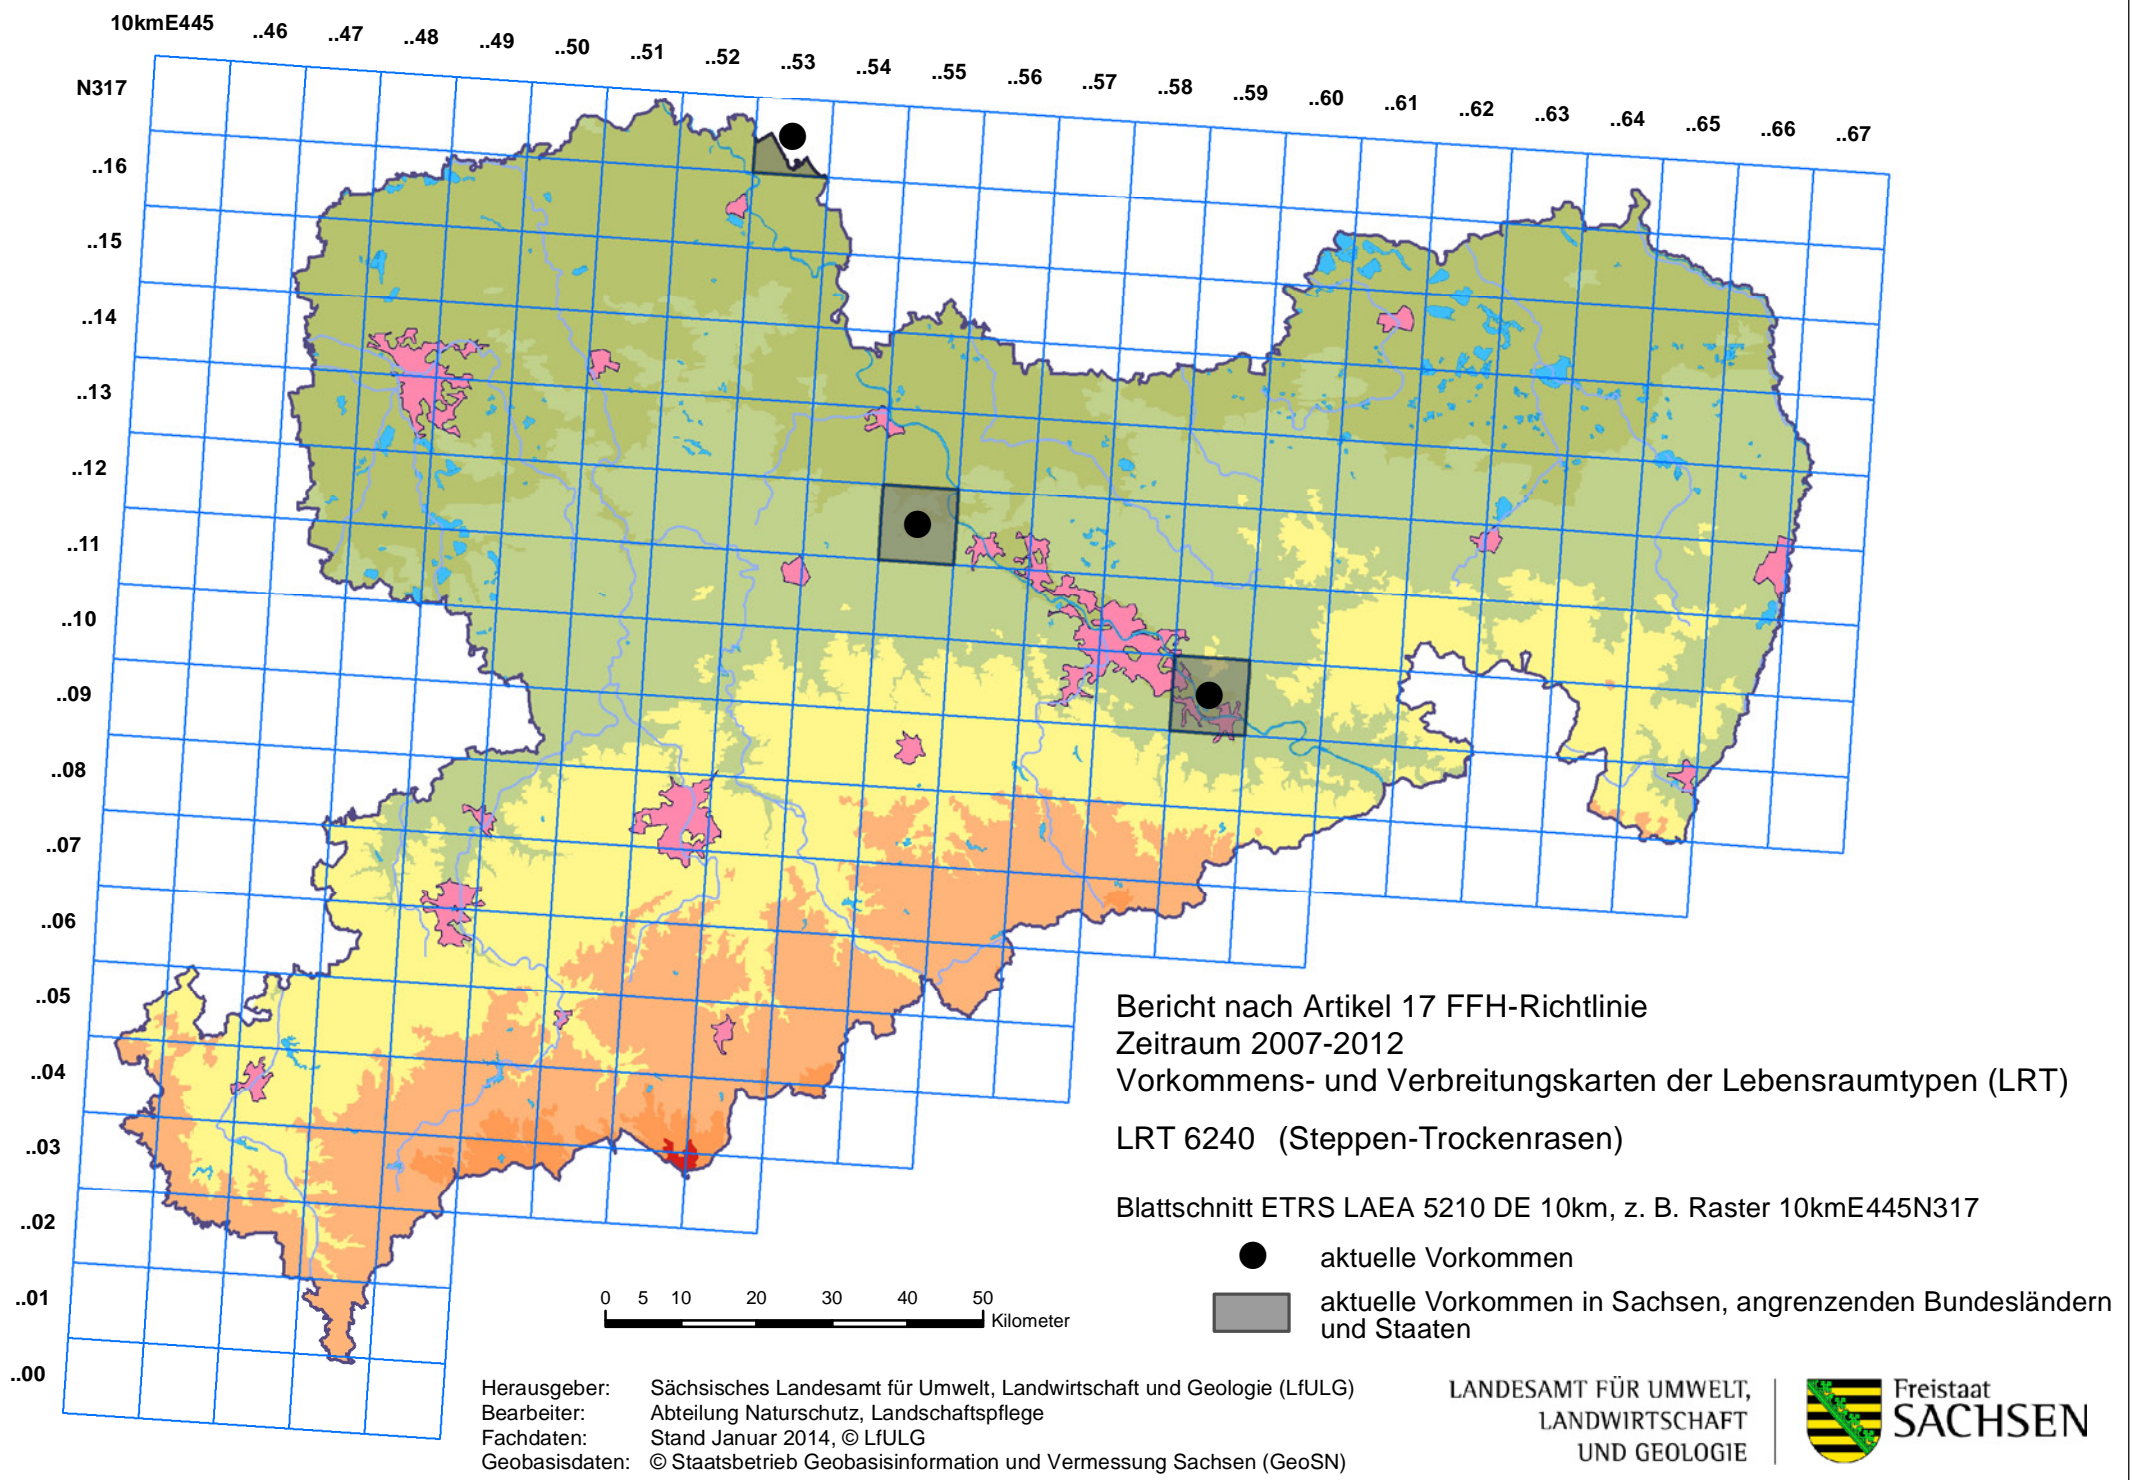 10kmE445 ..46 ..47 ..48 ..49 ..50 ..51 ..52 ..53 ..54 ..55 ..56 ..57 ..58 ..59 ..60 ..61 ..62 ..63 ..64 ..65 ..66 ..67
N317
..16
..15
..14
..13
..12
..11
..10
..09
..08
..07
..06
..05
..04
..03
..02
..01
..00
Bericht nach Artikel 17 FFH-Richtlinie
Zeitraum 2007-2012
Vorkommens- und Verbreitungskarten der Lebensraumtypen (LRT)
LRT 6240 (Steppen-Trockenrasen)
Blattschnitt ETRS LAEA 5210 DE 10km, z. B. Raster 10kmE445N317
aktuelle Vorkommen
aktuelle Vorkommen in Sachsen, angrenzenden Bundesländern
und Staaten
0 5 10 20 30 40 50
Kilometer
Herausgeber: Sächsisches Landesamt für Umwelt, Landwirtschaft und Geologie (LfULG)
Bearbeiter: Abteilung Naturschutz, Landschaftspflege
Fachdaten: Stand Januar 2014, © LfULG
Geobasisdaten: © Staatsbetrieb Geobasisinformation und Vermessung Sachsen (GeoSN)
LANDESAMT FÜR UMWELT,
LANDWIRTSCHAFT
UND GEOLOGIE
Freistaat
SACHSEN